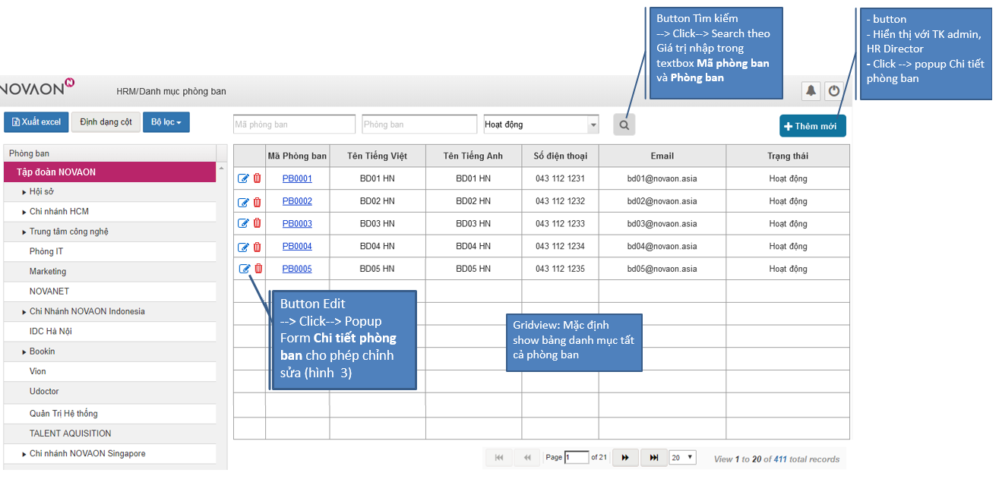 Button Tìm kiếm
--> Click--> Search theo
Giá trị nhập trong
textbox Mã phòng ban
và Phòng ban
- button
- Hiển thị với TK admin,
HR Director
- Click --> popup Chi tiết
phòng ban
NOVAON N
HRM/Danh mục phòng ban
Xuất excel
Định dạng cột
Bộ lọc
Mã phòng ban
Phòng ban
Hoạt động
Thêm mới
Phòng ban
Tập đoàn NOVAON
Hội sở
Chi nhánh HCM
Trung tâm công nghệ
Phòng IT
Marketing
NOVANET
Chi Nhánh NOVAON Indonesia
IDC Hà Nội
Bookin
Vion
Udoctor
Quản Trị Hệ thống
TALENT AQUISITION
Chi nhánh NOVAON Singapore
Mã Phòng ban Tên Tiếng Việt Tên Tiếng Anh Số điện thoại Email Trạng thái
PB0001 BD01 HN BD01 HN 043 112 1231 bd01@novaon.asia Hoạt động
PB0002 BD02 HN BD02 HN 043 112 1232 bd02@novaon.asia Hoạt động
PB0003 BD03 HN BD03 HN 043 112 1233 bd03@novaon.asia Hoạt động
PB0004 BD04 HN BD04 HN 043 112 1234 bd04@novaon.asia Hoạt động
PB0005 BD05 HN BD05 HN 043 112 1235 bd05@novaon.asia Hoạt động
Button Edit
--> Click--> Popup
Form Chi tiết phòng
ban cho phép chỉnh
sửa (hình 3)
Gridview: Mặc định
show bảng danh mục tất
cả phòng ban
Page 1 of 21 20 View 1 to 20 of 411 total records